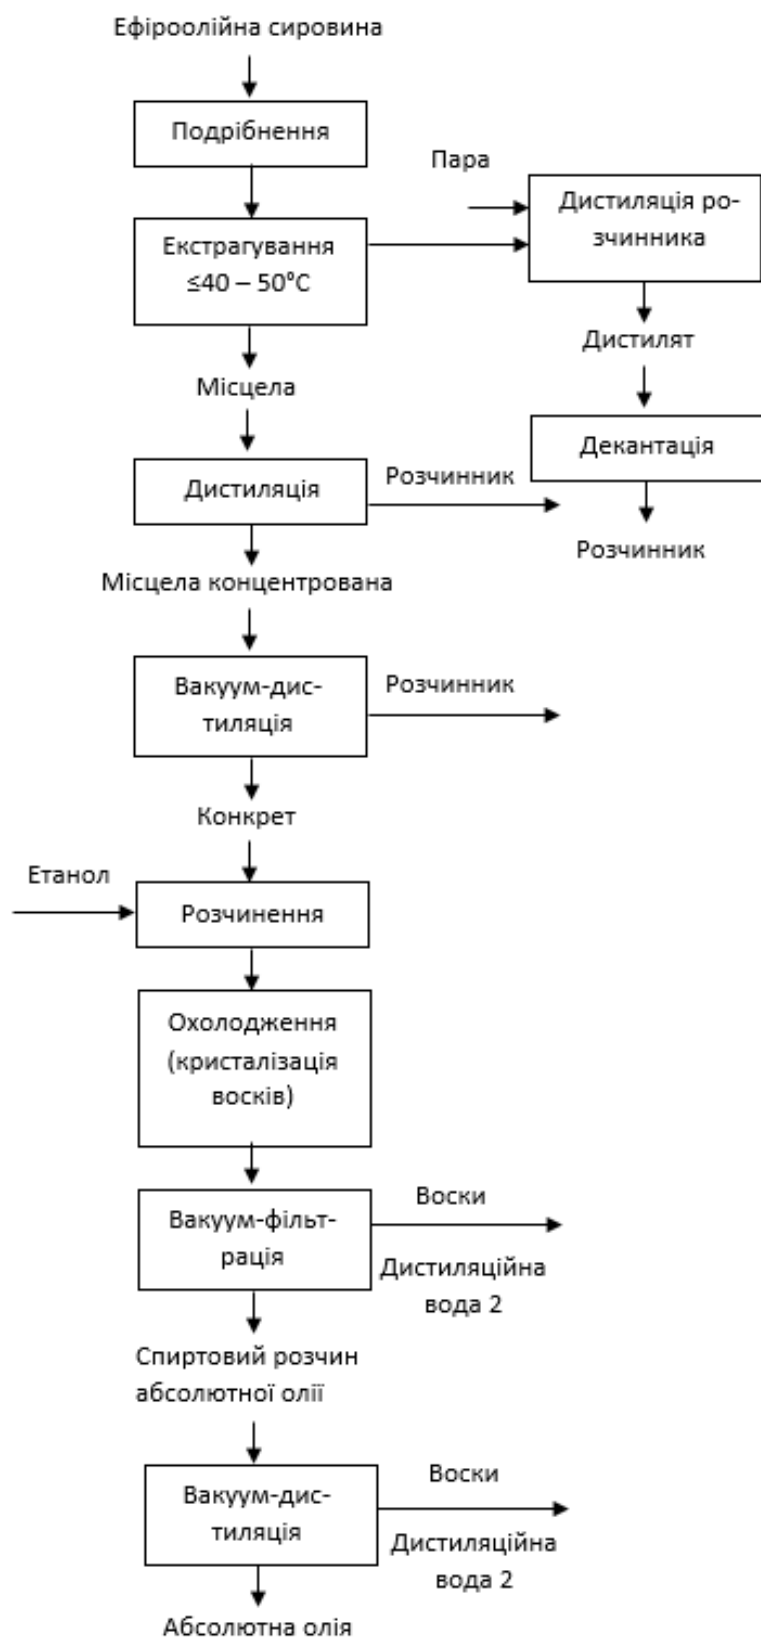 Ефіроолійна сировина
Подрібнення
Пара
Дистиляція ро-
зчинника
Екстрагування
≤40 – 50°С
Дистилят
Місцела
Декантація
Дистиляція
Розчинник
Розчинник
Місцела концентрована
Вакуум-дис-
тиляція
Розчинник
Конкрет
Етанол
Розчинення
Охолодження
(кристалізація
восків)
Вакуум-фільт-
рація
Воски
Дистиляційна
вода 2
Спиртовий розчин
абсолютної олії
Вакуум-дис-
тиляція
Воски
Дистиляційна
вода 2
Абсолютна олія